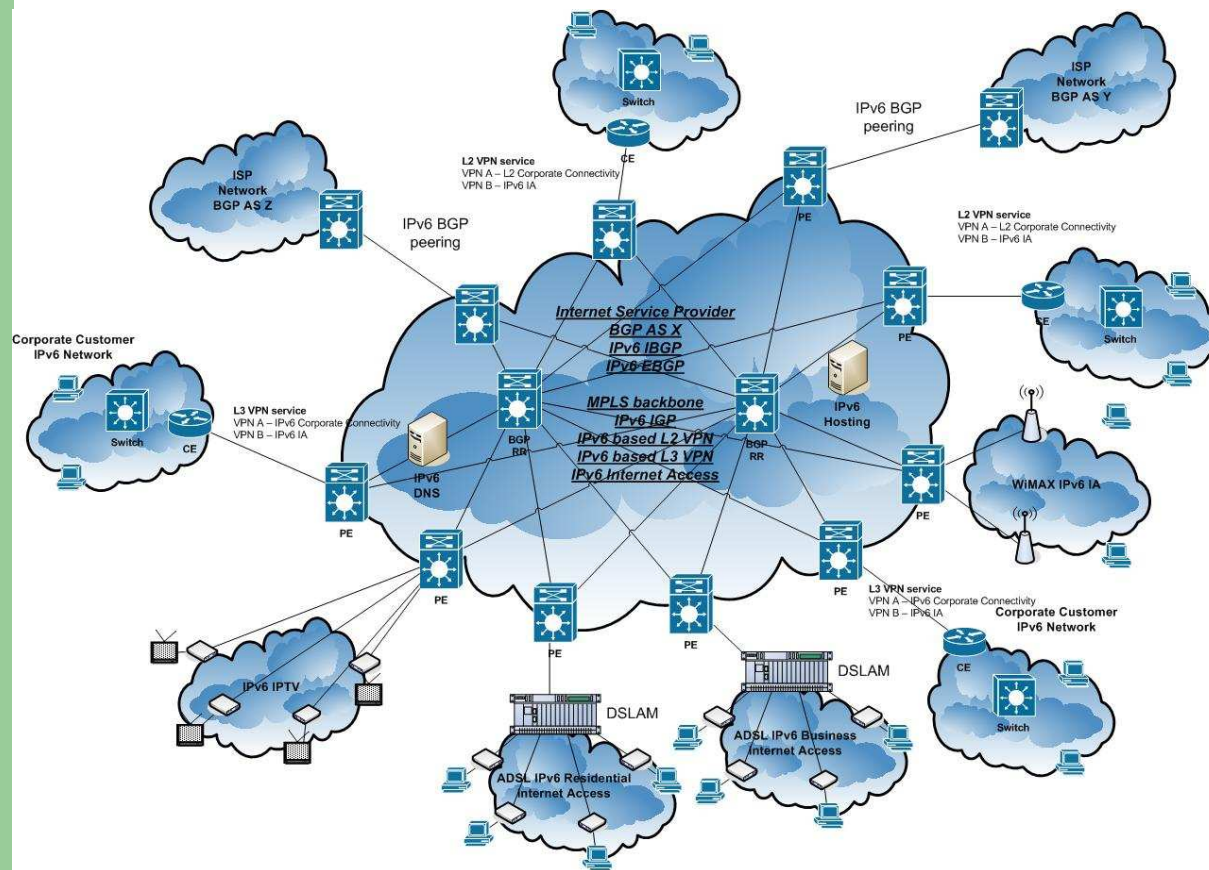 Switch
CE
L2 VPN service
VPN A – L2 Corporate Connectivity
VPN B – IPv6 IA
ISP
Network
BGP AS Y
IPv6 BGP
peering
PE
ISP
Network
BGP AS Z
IPv6 BGP
peering
L2 VPN service
VPN A – L2 Corporate Connectivity
VPN B – IPv6 IA
CE
Switch
PE
Internet Service Provider
BGP AS X
IPv6 IBGP
IPv6 EBGP
MPLS backbone
IPv6 IGP
IPv6 based L2 VPN
IPv6 based L3 VPN
IPv6 Internet Access
BGP
RR
BGP
RR
IPv6
Hosting
IPv6
DNS
Corporate Customer
IPv6 Network
Switch
CE
L3 VPN service
VPN A – IPv6 Corporate Connectivity
VPN B – IPv6 IA
PE
WiMAX IPv6 IA
PE
PE
PE
L3 VPN service
VPN A – IPv6 Corporate Connectivity
VPN B – IPv6 IA
Corporate Customer
IPv6 Network
CE
Switch
PE
PE
IPv6 IPTV
DSLAM
ADSL IPv6 Residential
Internet Access
DSLAM
ADSL IPv6 Business
Internet Access